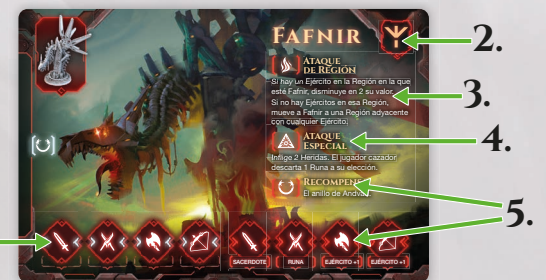 FAFNIR
2.
ATAQUE
DE REGIÓN
Si hay un Ejército en la Región en la que
esté Fafnir, disminuye en 2 su valor.
Si no hay Ejércitos en esa Región,
mueve a Fafnir a una Región adyacente
con cualquier Ejército.
3.
ATAQUE
ESPECIAL
4.
Inflige 2 Heridas. El jugador cazador
descarta 1 Runa a su elección.
El anillo de
5.
SACERDOTE
RUNA
EJÉRCITO +1
EJÉRCITO +1